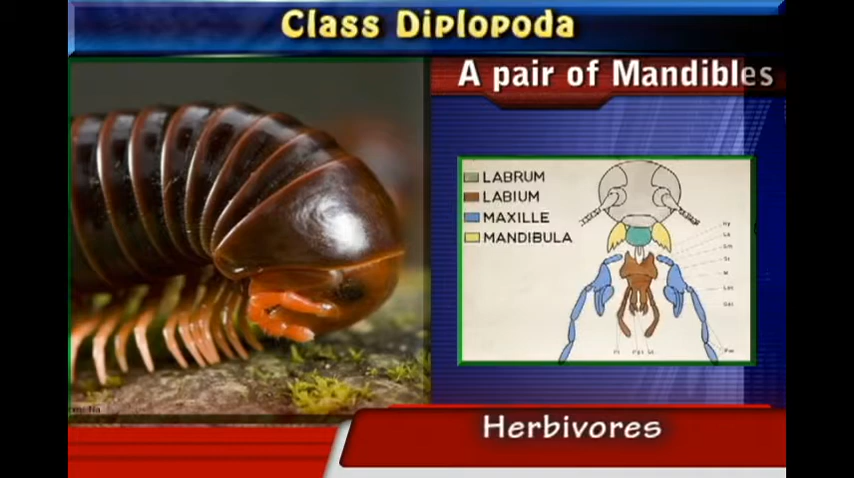 Class Diplopoda
A pair of Mandibles
LABRUM
LABIUM
MAXILLE
MANDIBULA
Herbivores